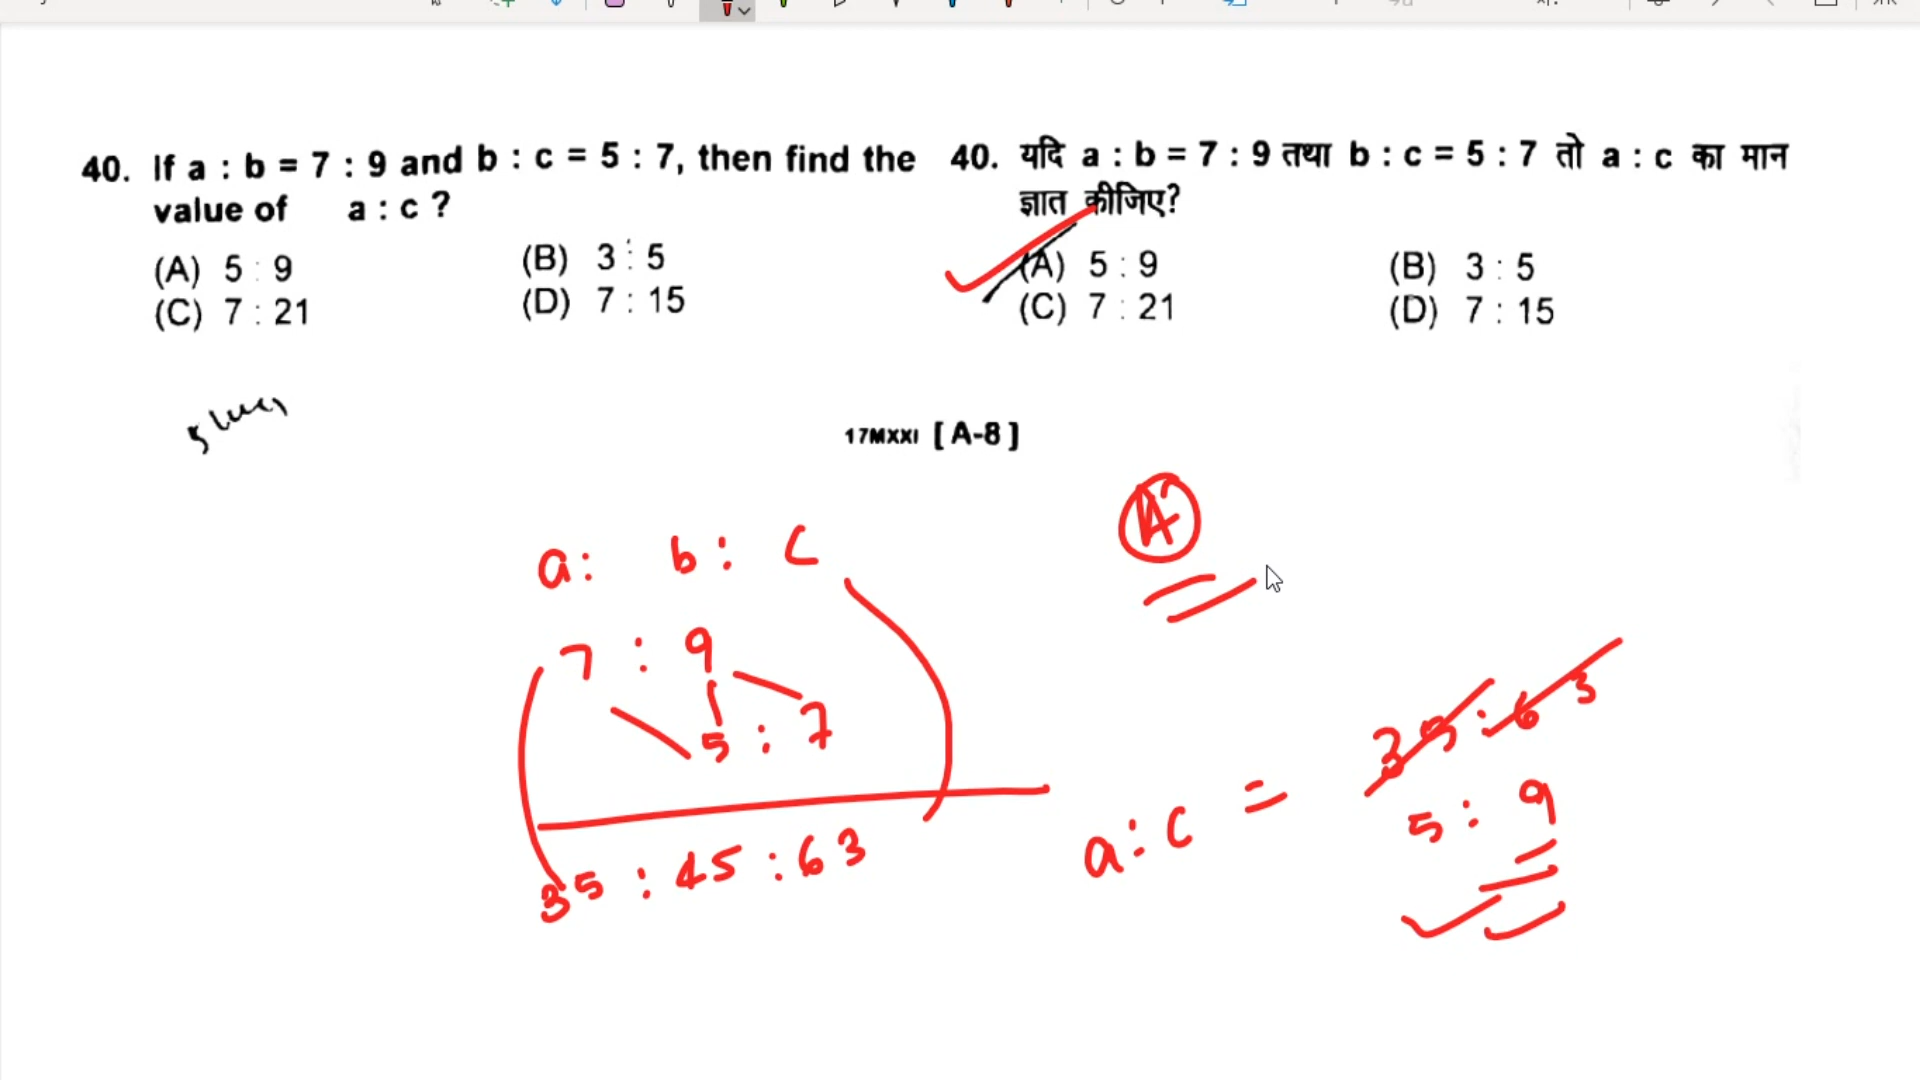 40. If a : b = 7 : 9 and b : c = 5 : 7, then find the
value of a : c ?
(A) 5 : 9 (B) 3 : 5
(C) 7 : 21 (D) 7 : 15
40. यदि a : b = 7 : 9 तथा b : c = 5 : 7 तो a : c का मान
ज्ञात कीजिए?
(A) 5 : 9 (B) 3 : 5
(C) 7 : 21 (D) 7 : 15
17MXXI [ A-8 ]
A
a : b : c
7 : 9
5 : 7
35 : 45 : 63
a : c = 35 : 63
5 : 9